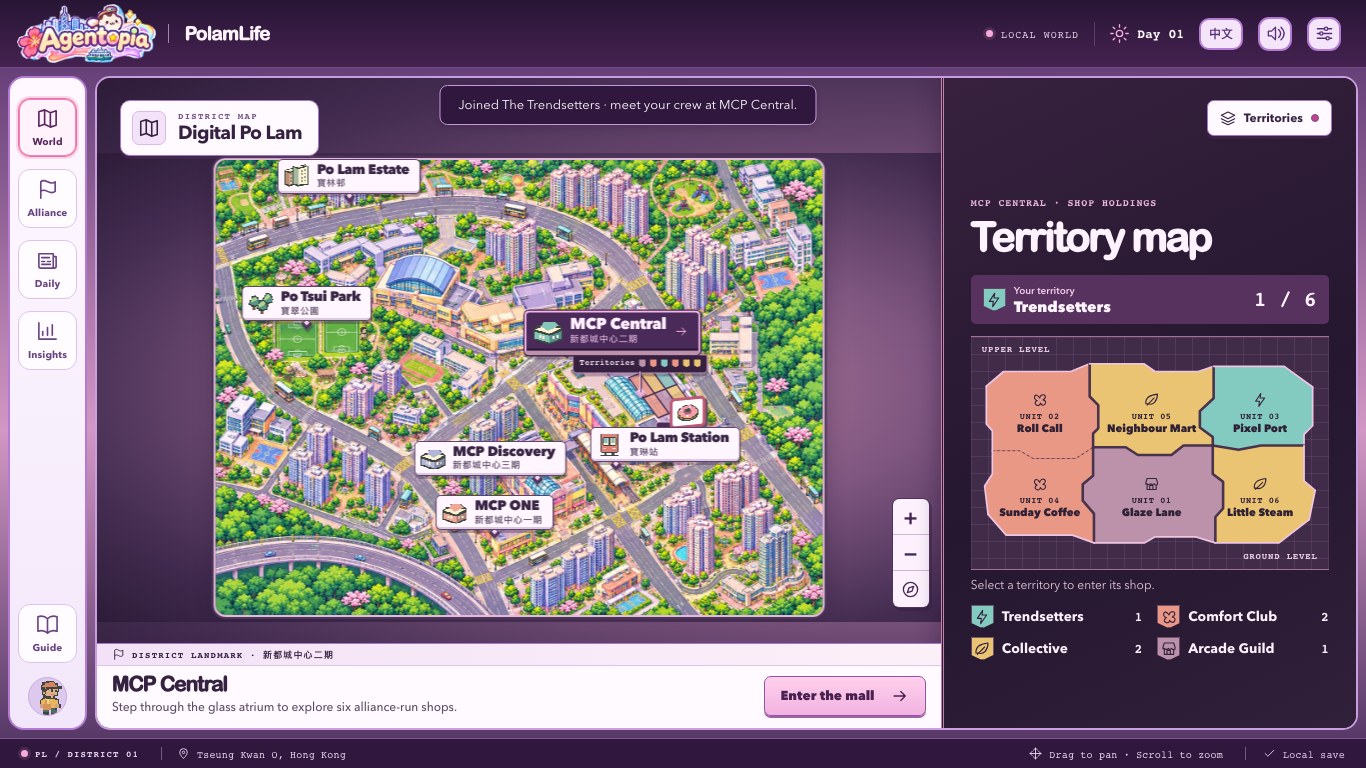 Agentopia
PolamLife
LOCAL WORLD
Day 01
中文
World
Alliance
Daily
Insights
Guide
DISTRICT MAP
Digital Po Lam
Joined The Trendsetters · meet your crew at MCP Central.
Po Lam Estate
寶林邨
Po Tsui Park
寶翠公園
MCP Central
新都城中心二期
Territories
Po Lam Station
寶琳站
MCP Discovery
新都城中心三期
MCP ONE
新都城中心一期
+
−
DISTRICT LANDMARK · 新都城中心二期
MCP Central
Step through the glass atrium to explore six alliance-run shops.
Enter the mall
Territories
MCP CENTRAL · SHOP HOLDINGS
Territory map
Your territory
Trendsetters
1 / 6
UPPER LEVEL
UNIT 02
Roll Call
UNIT 05
Neighbour Mart
UNIT 03
Pixel Port
UNIT 04
Sunday Coffee
UNIT 01
Glaze Lane
UNIT 06
Little Steam
GROUND LEVEL
Select a territory to enter its shop.
Trendsetters 1
Comfort Club 2
Collective 2
Arcade Guild 1
PL / DISTRICT 01
Tseung Kwan O, Hong Kong
Drag to pan · Scroll to zoom
Local save